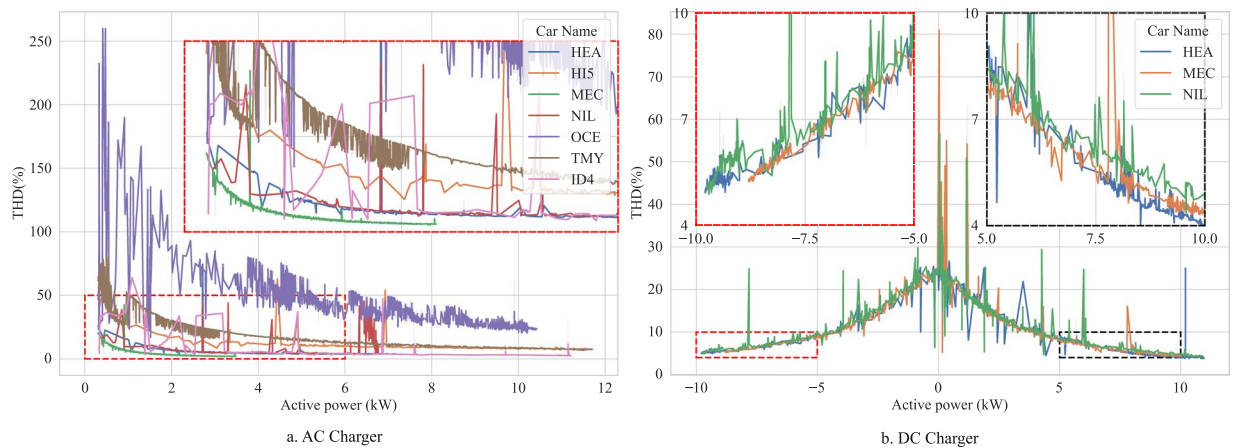 250
200
150
100
50
0
THD(%)
0
2
4
6
8
10
12
Active power (kW)
Car Name
HEA
HI5
MEC
NIL
OCE
TMY
ID4
a. AC Charger
80
70
60
50
40
30
20
10
0
THD(%)
−10
−5
0
5
10
Active power (kW)
10
7
4
−10.0
−7.5
−5.0
10
7
4
5.0
7.5
10.0
Car Name
HEA
MEC
NIL
b. DC Charger